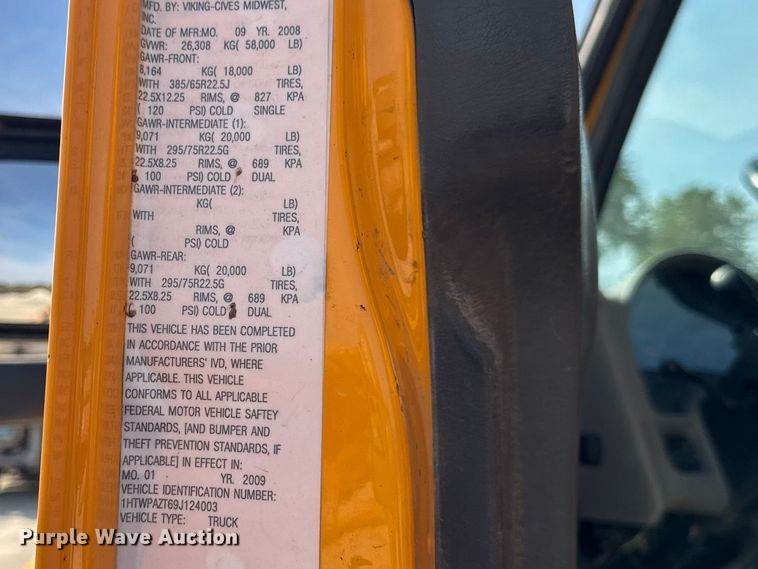 MFD. BY: VIKING-CIVES MIDWEST,
INC.
DATE OF MFR:MO. 09 YR. 2008
GVWR: 26,308 KG( 58,000 LB)
GAWR-FRONT:
8,164 KG( 18,000 LB)
WITH 385/65R22.5J TIRES,
22.5X12.25 RIMS, @ 827 KPA
( 120 PSI) COLD SINGLE
GAWR-INTERMEDIATE (1):
9,071 KG( 20,000 LB)
WITH 295/75R22.5G TIRES,
22.5X8.25 RIMS, @ 689 KPA
( 100 PSI) COLD DUAL
GAWR-INTERMEDIATE (2):
KG( LB)
WITH TIRES,
RIMS, @ KPA
( PSI) COLD
GAWR-REAR:
9,071 KG( 20,000 LB)
WITH 295/75R22.5G TIRES,
22.5X8.25 RIMS, @ 689 KPA
( 100 PSI) COLD DUAL
THIS VEHICLE HAS BEEN COMPLETED
IN ACCORDANCE WITH THE PRIOR
MANUFACTURERS' IVD, WHERE
APPLICABLE. THIS VEHICLE
CONFORMS TO ALL APPLICABLE
FEDERAL MOTOR VEHICLE SAFTEY
STANDARDS, [AND BUMPER AND
THEFT PREVENTION STANDARDS, IF
APPLICABLE] IN EFFECT IN:
MO. 01 YR. 2009
VEHICLE IDENTIFICATION NUMBER:
1HTWPAZT69J124003
VEHICLE TYPE: TRUCK
Purple Wave Auction